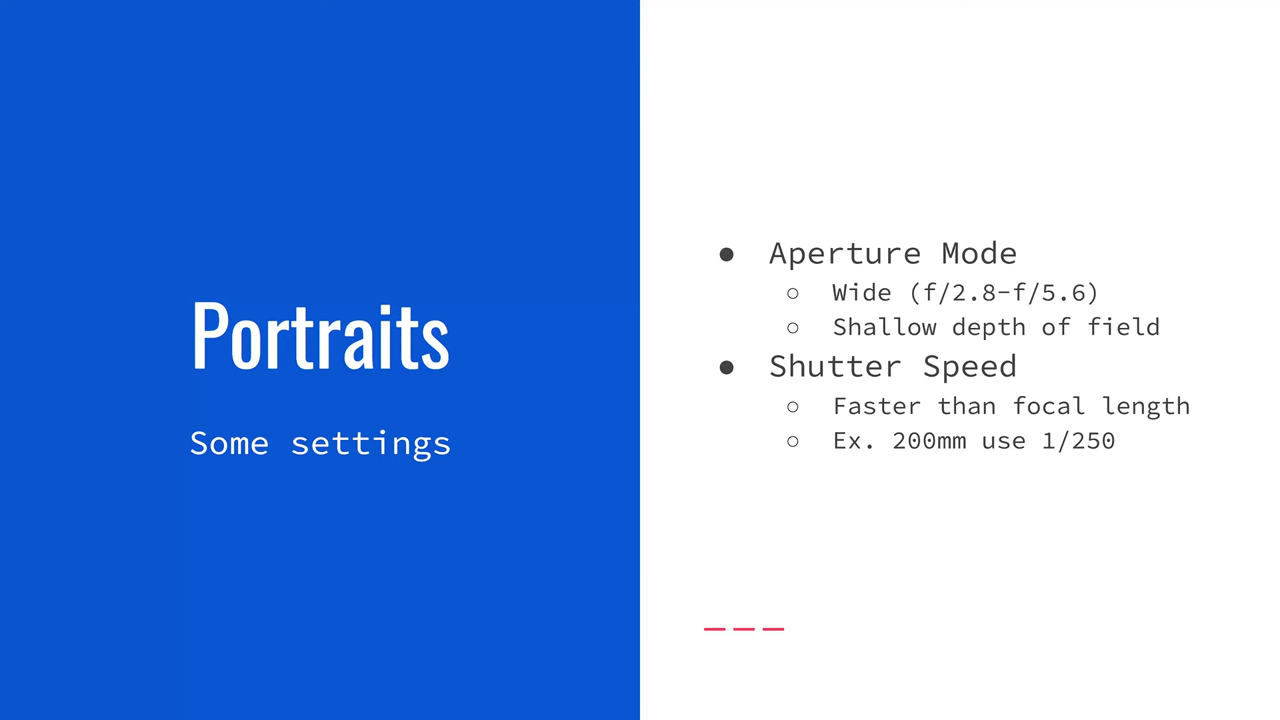 Portraits
Some settings
● Aperture Mode
○ Wide (f/2.8-f/5.6)
○ Shallow depth of field
● Shutter Speed
○ Faster than focal length
○ Ex. 200mm use 1/250